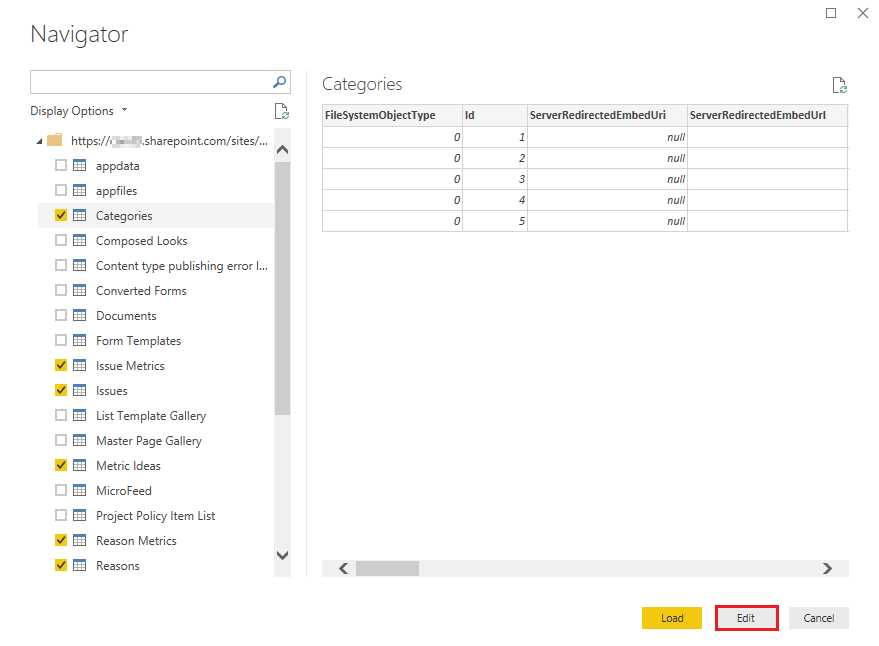 Navigator
Display Options
https:// .sharepoint.com/sites/...
appdata
appfiles
Categories
Composed Looks
Content type publishing error l...
Converted Forms
Documents
Form Templates
Issue Metrics
Issues
List Template Gallery
Master Page Gallery
Metric Ideas
MicroFeed
Project Policy Item List
Reason Metrics
Reasons
Categories
FileSystemObjectType Id ServerRedirectedEmbedUri ServerRedirectedEmbedUrl
0 1 null
0 2 null
0 3 null
0 4 null
0 5 null
Load Edit Cancel